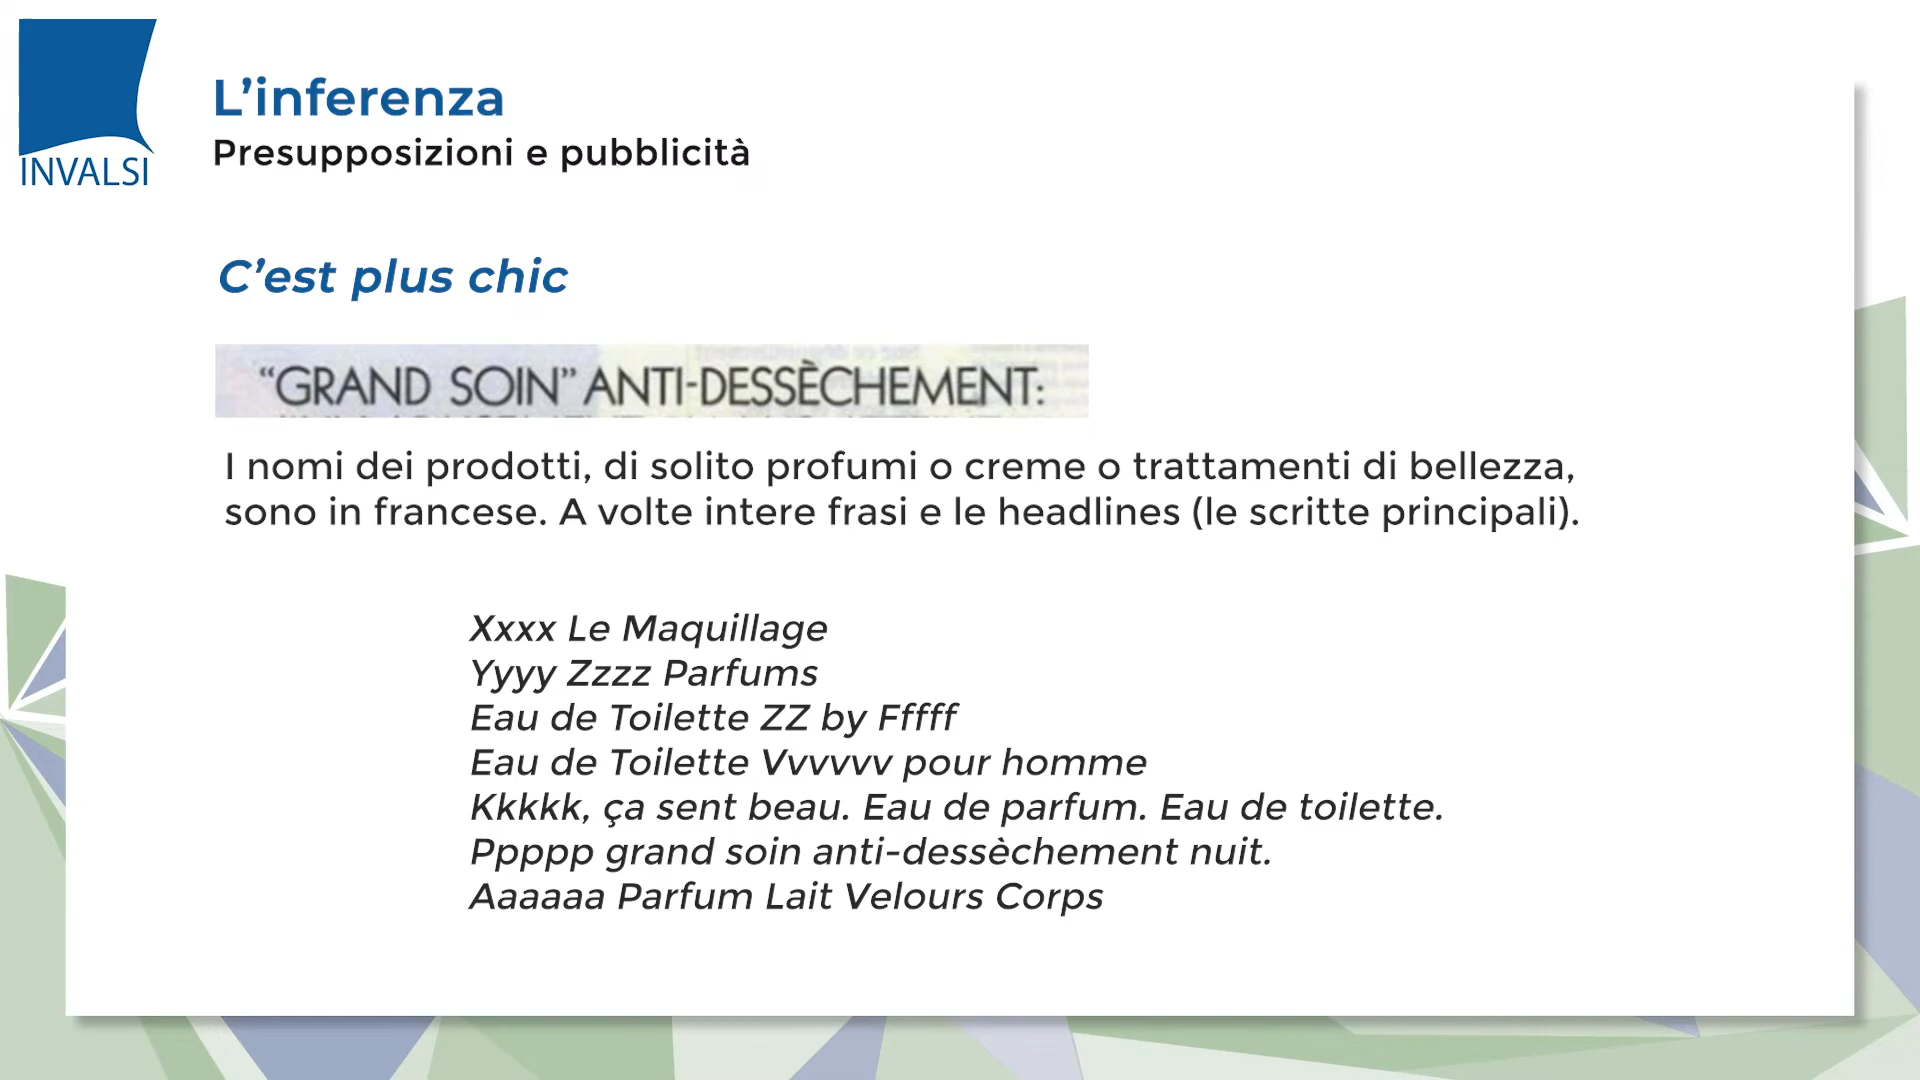 INVALSI
L’inferenza
Presupposizioni e pubblicità
C’est plus chic
“GRAND SOIN” ANTI-DESSÈCHEMENT:
I nomi dei prodotti, di solito profumi o creme o trattamenti di bellezza,
sono in francese. A volte intere frasi e le headlines (le scritte principali).
Xxxx Le Maquillage
Yyyy Zzzz Parfums
Eau de Toilette ZZ by Fffff
Eau de Toilette Vvvvvv pour homme
Kkkkk, ça sent beau. Eau de parfum. Eau de toilette.
Ppppp grand soin anti-dessèchement nuit.
Aaaaaa Parfum Lait Velours Corps